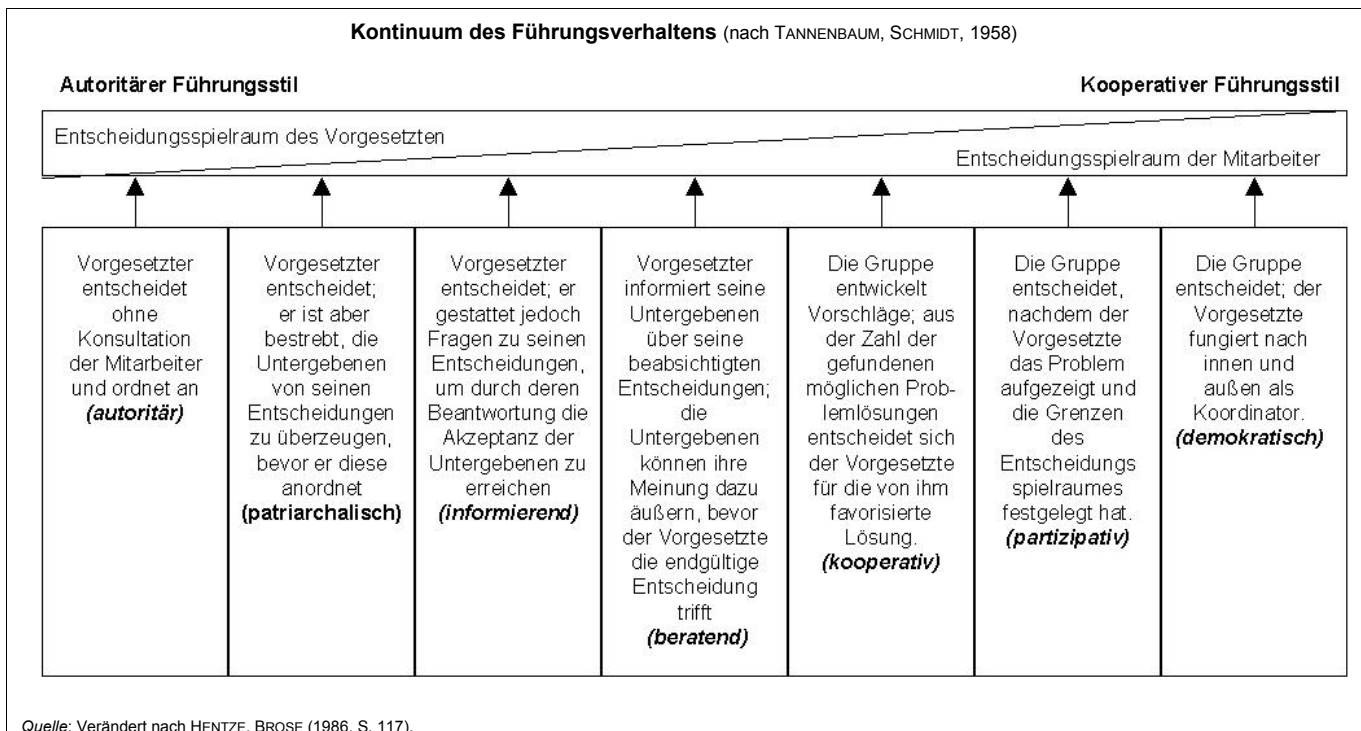 Kontinuum des Führungsverhaltens (nach TANNENBAUM, SCHMIDT, 1958)
Autoritärer Führungsstil
Kooperativer Führungsstil
Entscheidungsspielraum des Vorgesetzten
Entscheidungsspielraum der Mitarbeiter
Vorgesetzter
entscheidet
ohne
Konsultation
der Mitarbeiter
und ordnet an
(autoritär)
Vorgesetzter
entscheidet;
er ist aber
bestrebt, die
Untergebenen
von seinen
Entscheidungen
zu überzeugen,
bevor er diese
anordnet
(patriarchalisch)
Vorgesetzter
entscheidet; er
gestattet jedoch
Fragen zu seinen
Entscheidungen,
um durch deren
Beantwortung die
Akzeptanz der
Untergebenen zu
erreichen
(informierend)
Vorgesetzter
informiert seine
Untergebenen
über seine
beabsichtigten
Entscheidungen;
die
Untergebenen
können ihre
Meinung dazu
äußern, bevor
der Vorgesetzte
die endgültige
Entscheidung
trifft
(beratend)
Die Gruppe
entwickelt
Vorschläge; aus
der Zahl der
gefundenen
möglichen Prob-
lemlösungen
entscheidet sich
der Vorgesetzte
für die von ihm
favorisierte
Lösung.
(kooperativ)
Die Gruppe
entscheidet,
nachdem der
Vorgesetzte
das Problem
aufgezeigt und
die Grenzen
des
Entscheidungs
spielraumes
festgelegt hat.
(partizipativ)
Die Gruppe
entscheidet; der
Vorgesetzte
fungiert nach
innen und
außen als
Koordinator.
(demokratisch)
Quelle: Verändert nach HENTZE, BROSE (1986, S. 117).